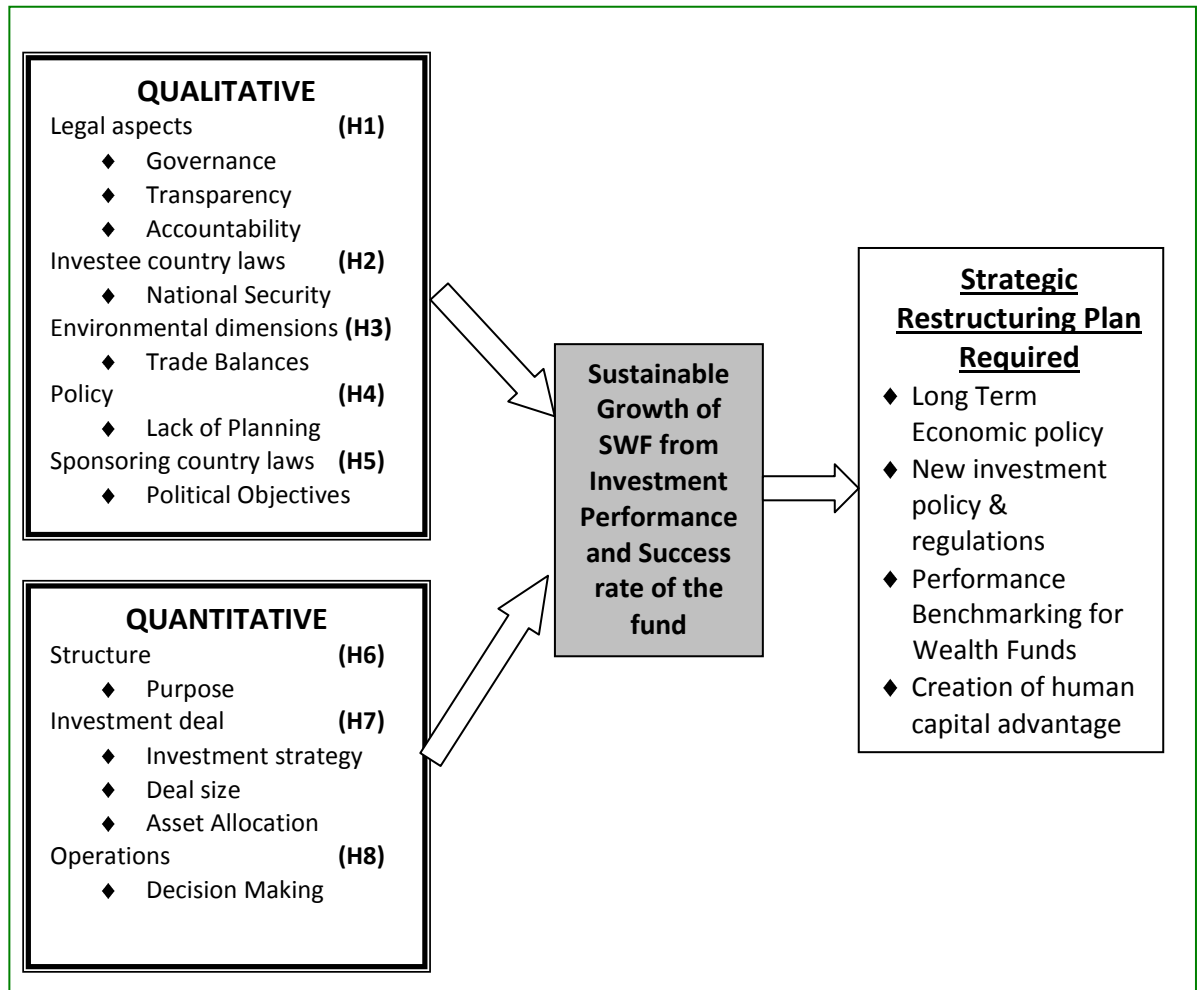 QUALITATIVE
Legal aspects (H1)
♦ Governance
♦ Transparency
♦ Accountability
Investee country laws (H2)
♦ National Security
Environmental dimensions (H3)
♦ Trade Balances
Policy (H4)
♦ Lack of Planning
Sponsoring country laws (H5)
♦ Political Objectives
QUANTITATIVE
Structure (H6)
♦ Purpose
Investment deal (H7)
♦ Investment strategy
♦ Deal size
♦ Asset Allocation
Operations (H8)
♦ Decision Making
Sustainable
Growth of
SWF from
Investment
Performance
and Success
rate of the
fund
Strategic
Restructuring Plan
Required
♦ Long Term
Economic policy
♦ New investment
policy &
regulations
♦ Performance
Benchmarking for
Wealth Funds
♦ Creation of human
capital advantage